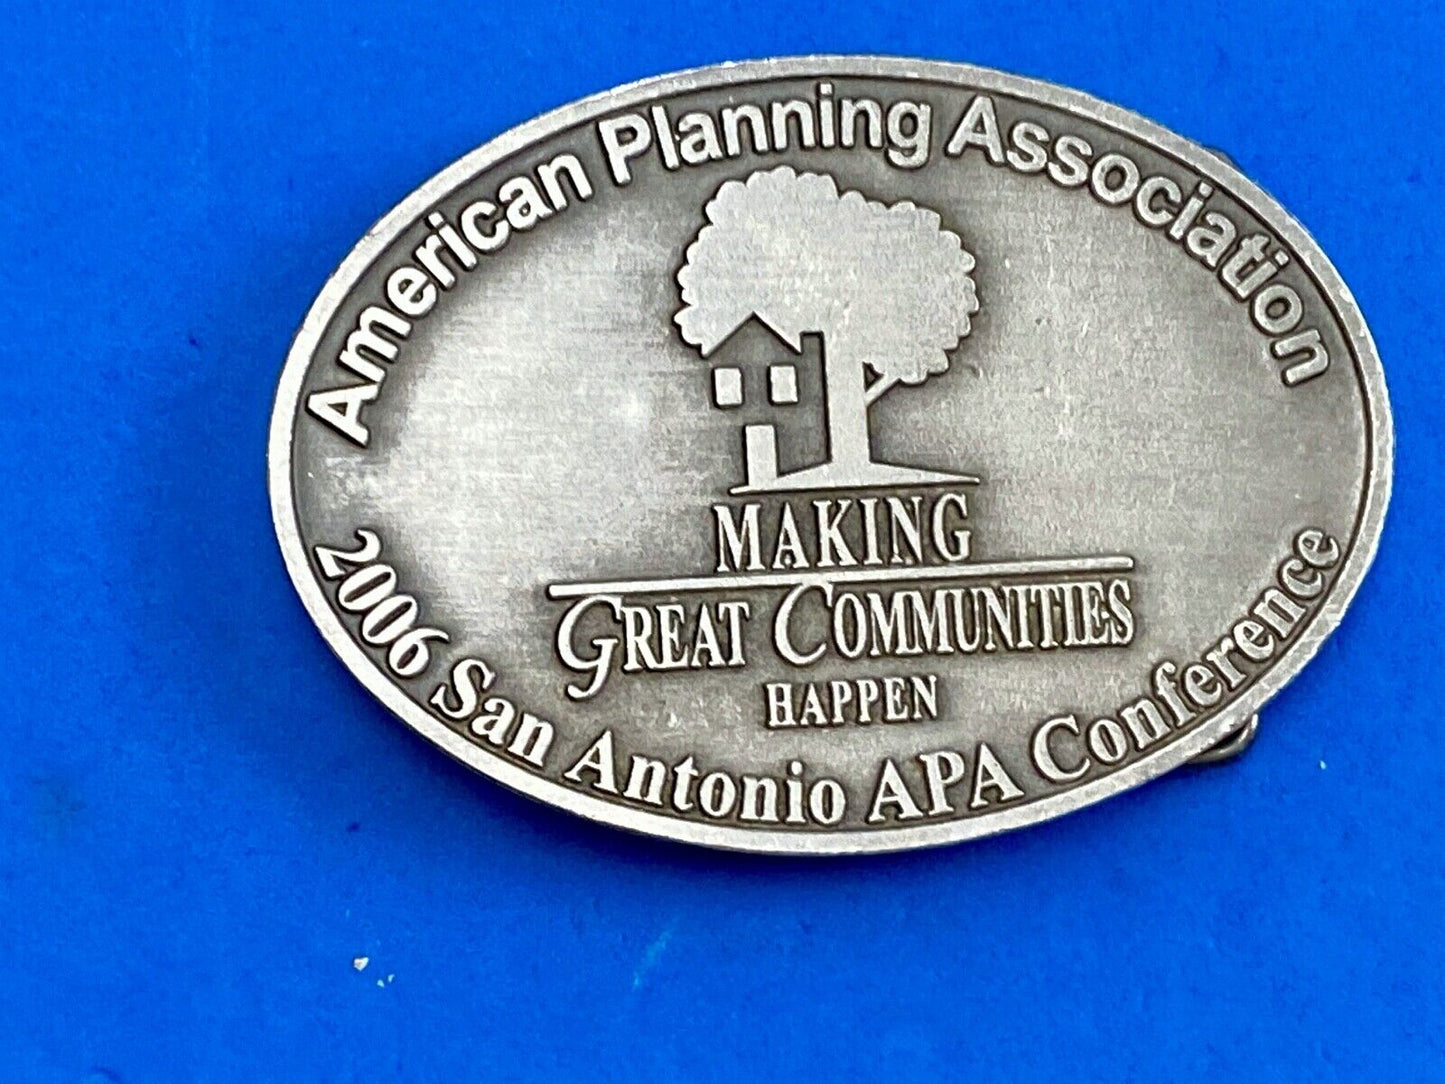 American Planning Association
MAKING
GREAT COMMUNITIES
HAPPEN
2006 San Antonio APA Conference